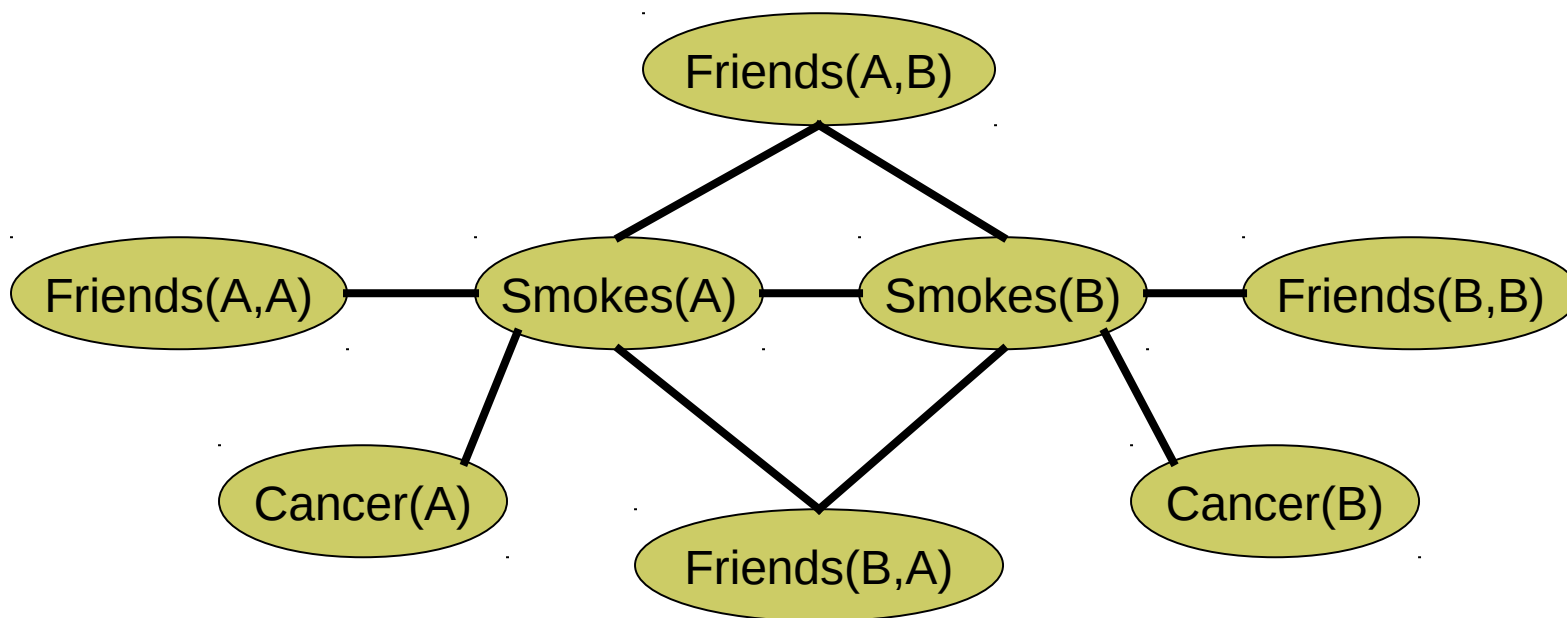 Friends(A,B)
Friends(A,A)
Smokes(A)
Smokes(B)
Friends(B,B)
Cancer(A)
Cancer(B)
Friends(B,A)